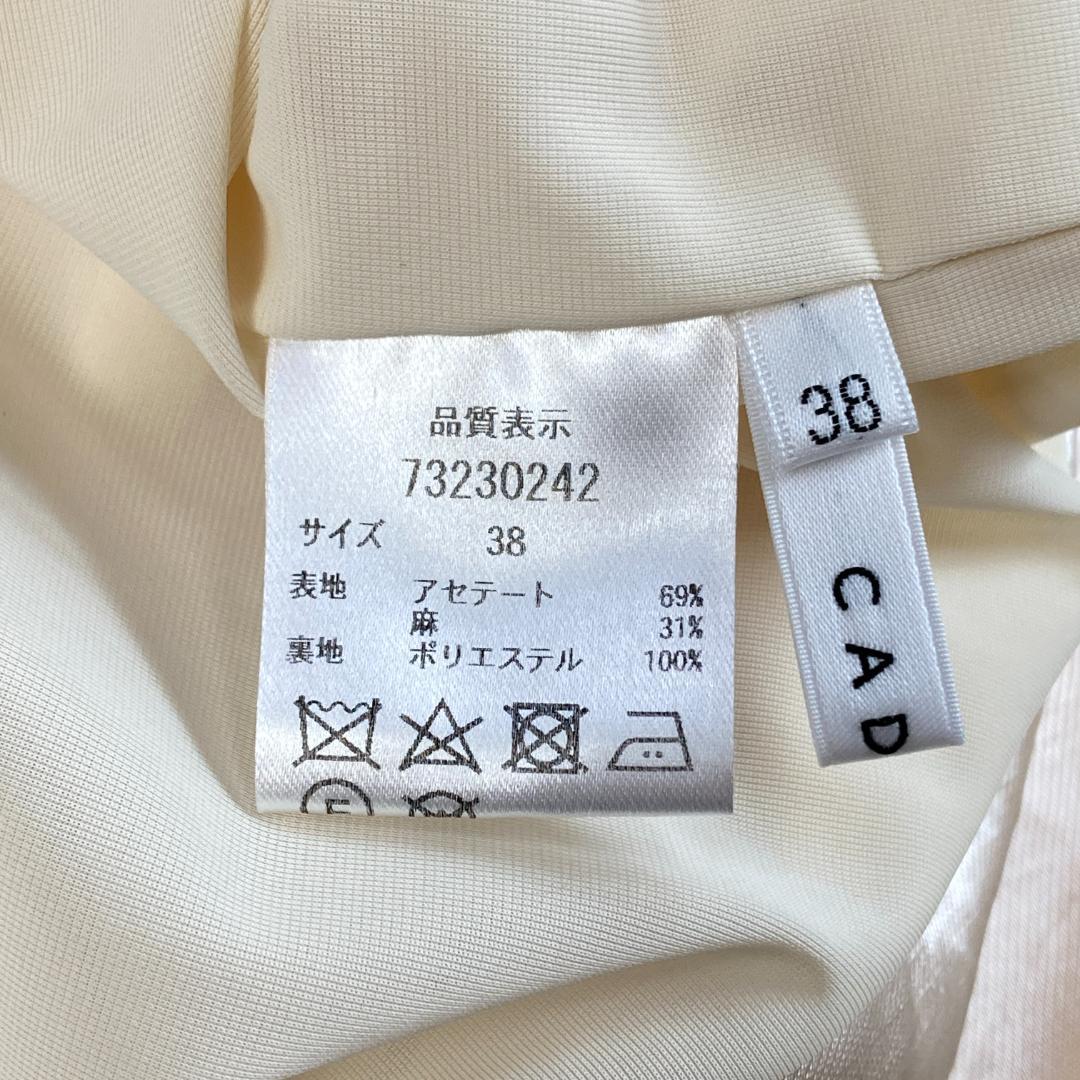 品質表示
73230242
サイズ 38
表地 アセテート 69%
麻 31%
裏地 ポリエステル 100%
38
CAD